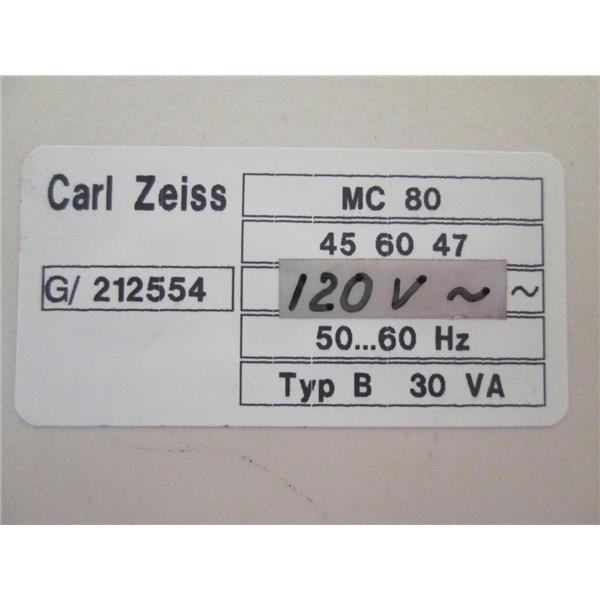 Carl Zeiss
G/ 212554
MC 80
45 60 47
120 V ~ ~
50...60 Hz
Typ B 30 VA